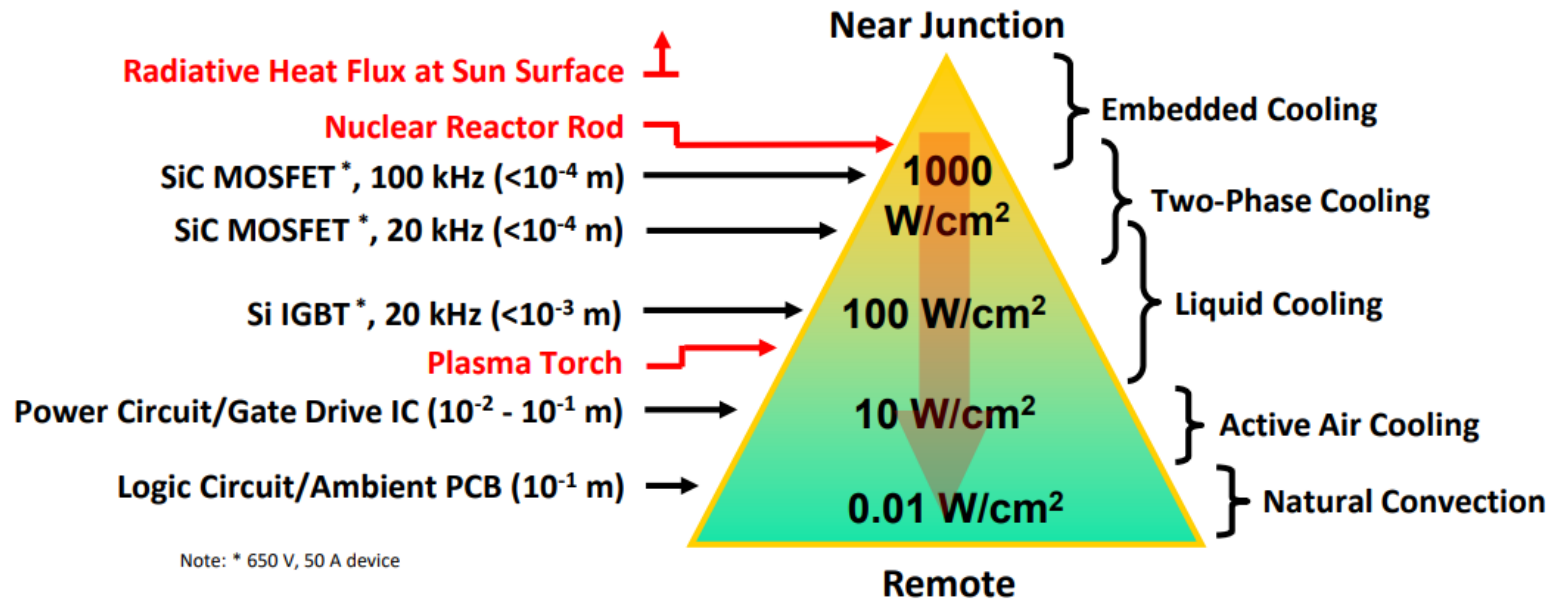 Near Junction
Radiative Heat Flux at Sun Surface
Nuclear Reactor Rod
SiC MOSFET *, 100 kHz (<10⁻⁴ m)
SiC MOSFET *, 20 kHz (<10⁻⁴ m)
Si IGBT *, 20 kHz (<10⁻³ m)
Plasma Torch
Power Circuit/Gate Drive IC (10⁻² - 10⁻¹ m)
Logic Circuit/Ambient PCB (10⁻¹ m)
Note: * 650 V, 50 A device
1000
W/cm²
100 W/cm²
10 W/cm²
0.01 W/cm²
Remote
Embedded Cooling
Two-Phase Cooling
Liquid Cooling
Active Air Cooling
Natural Convection